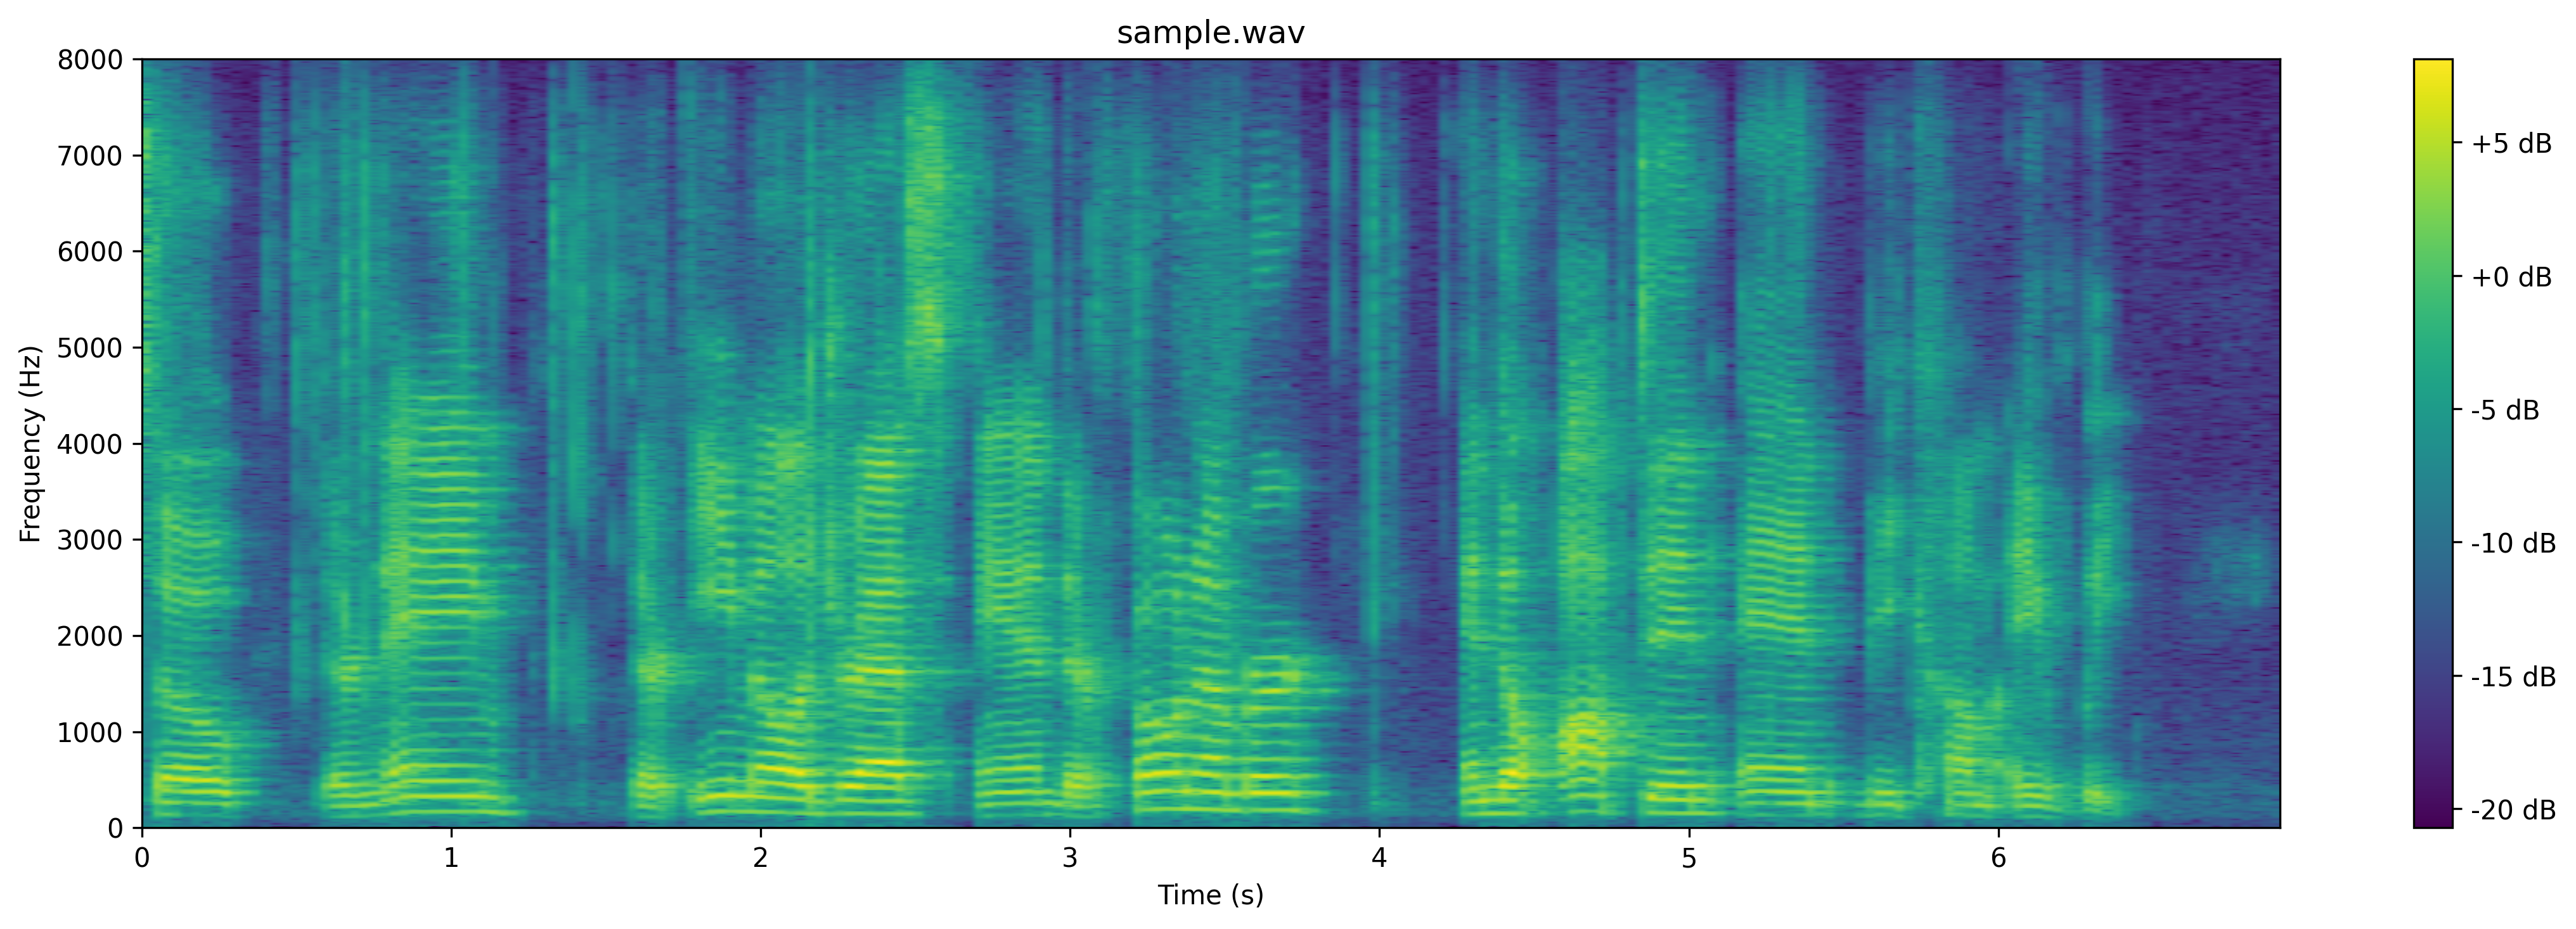 sample.wav
8000
7000
6000
5000
4000
3000
2000
1000
0
Frequency (Hz)
0 1 2 3 4 5 6
Time (s)
+5 dB
+0 dB
-5 dB
-10 dB
-15 dB
-20 dB